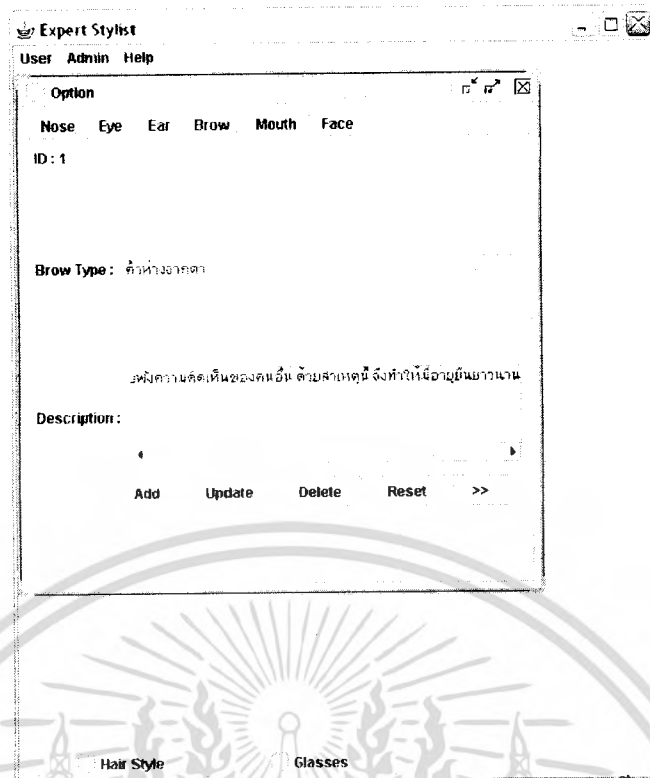 Expert Stylist
User Admin Help
Option
Nose Eye Ear Brow Mouth Face
ID : 1
Brow Type : คิ้วห่างจากตา
ฟังความคิดเห็นของคนอื่น ด้วยสาเหตุนี้ จึงทำให้มีอายุยืนยาวนาน
Description :
Add Update Delete Reset >>
Hair Style Glasses